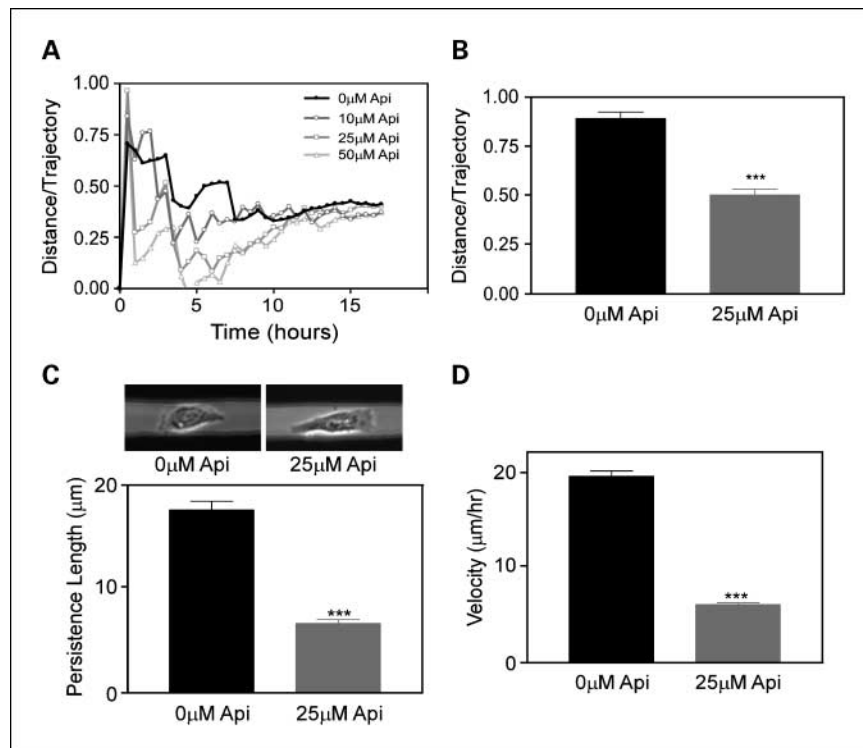 A
Distance/Trajectory
1.00
0.75
0.50
0.25
0.00
0μM Api
10μM Api
25μM Api
50μM Api
0 5 10 15
Time (hours)
B
Distance/Trajectory
1.00
0.75
0.50
0.25
0.00
***
0μM Api 25μM Api
C
0μM Api 25μM Api
Persistence Length (μm)
20
10
0
***
0μM Api 25μM Api
D
Velocity (μm/hr)
20
10
0
***
0μM Api 25μM Api